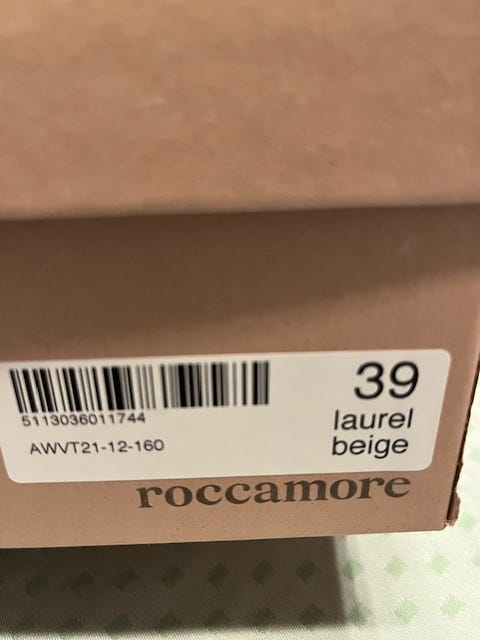 39
5113036011744
laurel
AWVT21-12-160
beige
roccamore